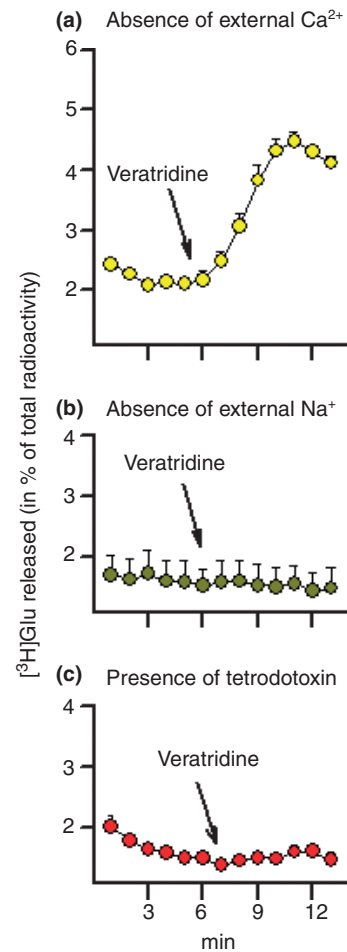 (a) Absence of external Ca²⁺
6
5
4
3
2
Veratridine
[³H]Glu released (in % of total radioactivity)
(b) Absence of external Na⁺
4
3
2
Veratridine
(c) Presence of tetrodotoxin
4
3
2
Veratridine
3 6 9 12
min